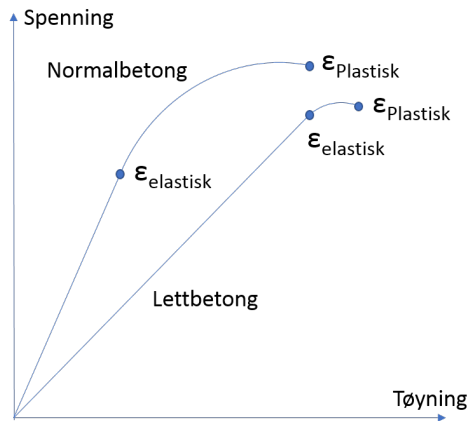 Spenning
Normalbetong
εPlastisk
εPlastisk
εelastisk
εelastisk
Lettbetong
Tøyning